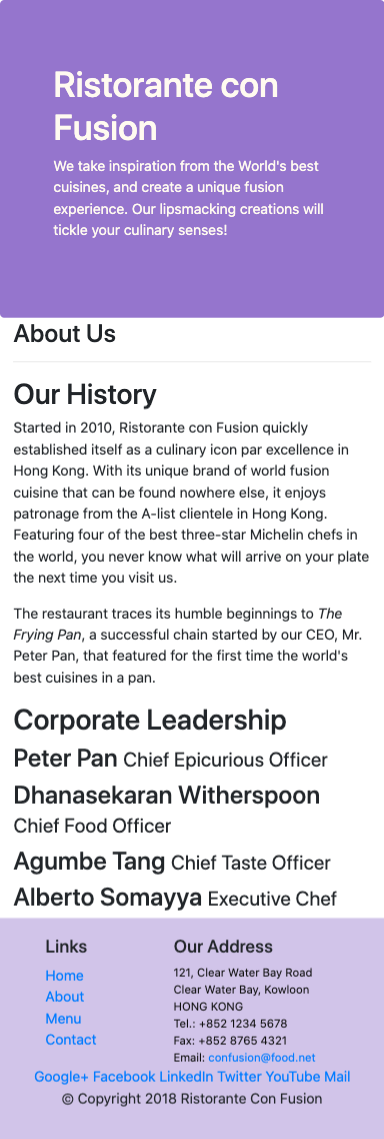 Ristorante con
Fusion
We take inspiration from the World's best
cuisines, and create a unique fusion
experience. Our lipsmacking creations will
tickle your culinary senses!
About Us
Our History
Started in 2010, Ristorante con Fusion quickly
established itself as a culinary icon par excellence in
Hong Kong. With its unique brand of world fusion
cuisine that can be found nowhere else, it enjoys
patronage from the A-list clientele in Hong Kong.
Featuring four of the best three-star Michelin chefs in
the world, you never know what will arrive on your plate
the next time you visit us.
The restaurant traces its humble beginnings to The
Frying Pan, a successful chain started by our CEO, Mr.
Peter Pan, that featured for the first time the world's
best cuisines in a pan.
Corporate Leadership
Peter Pan Chief Epicurious Officer
Dhanasekaran Witherspoon
Chief Food Officer
Agumbe Tang Chief Taste Officer
Alberto Somayya Executive Chef
Links
Home
About
Menu
Contact
Our Address
121, Clear Water Bay Road
Clear Water Bay, Kowloon
HONG KONG
Tel.: +852 1234 5678
Fax: +852 8765 4321
Email: confusion@food.net
Google+ Facebook LinkedIn Twitter YouTube Mail
© Copyright 2018 Ristorante Con Fusion